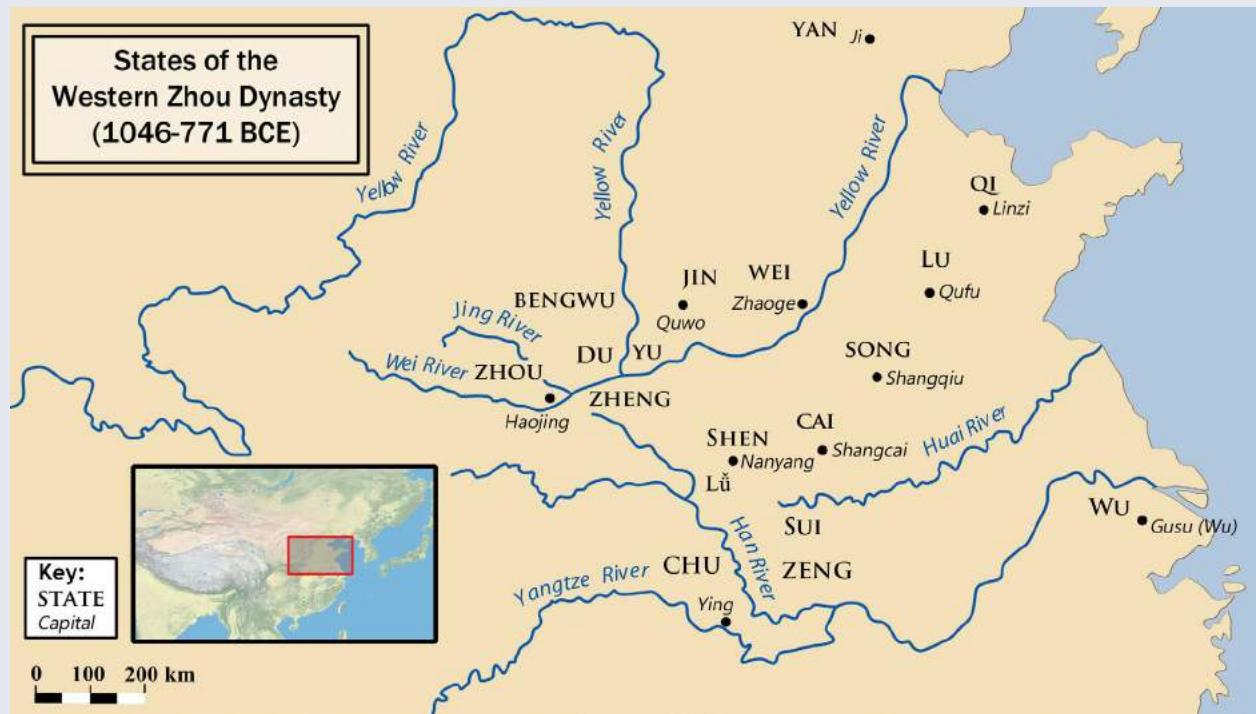 States of the
Western Zhou Dynasty
(1046-771 BCE)
YAN
Ji
Yellow River
Yellow River
Yellow River
QI
Linzi
LU
Qufu
JIN
Quwo
WEI
Zhaoge
BENGWU
Jing River
Wei River
DU
YU
ZHOU
Haojing
ZHENG
SONG
Shangqiu
CAI
Shangcai
SHEN
Nanyang
Huai River
Lǚ
SUI
WU
Gusu (Wu)
Han River
CHU
ZENG
Yangtze River
Ying
Key:
STATE
Capital
0 100 200 km